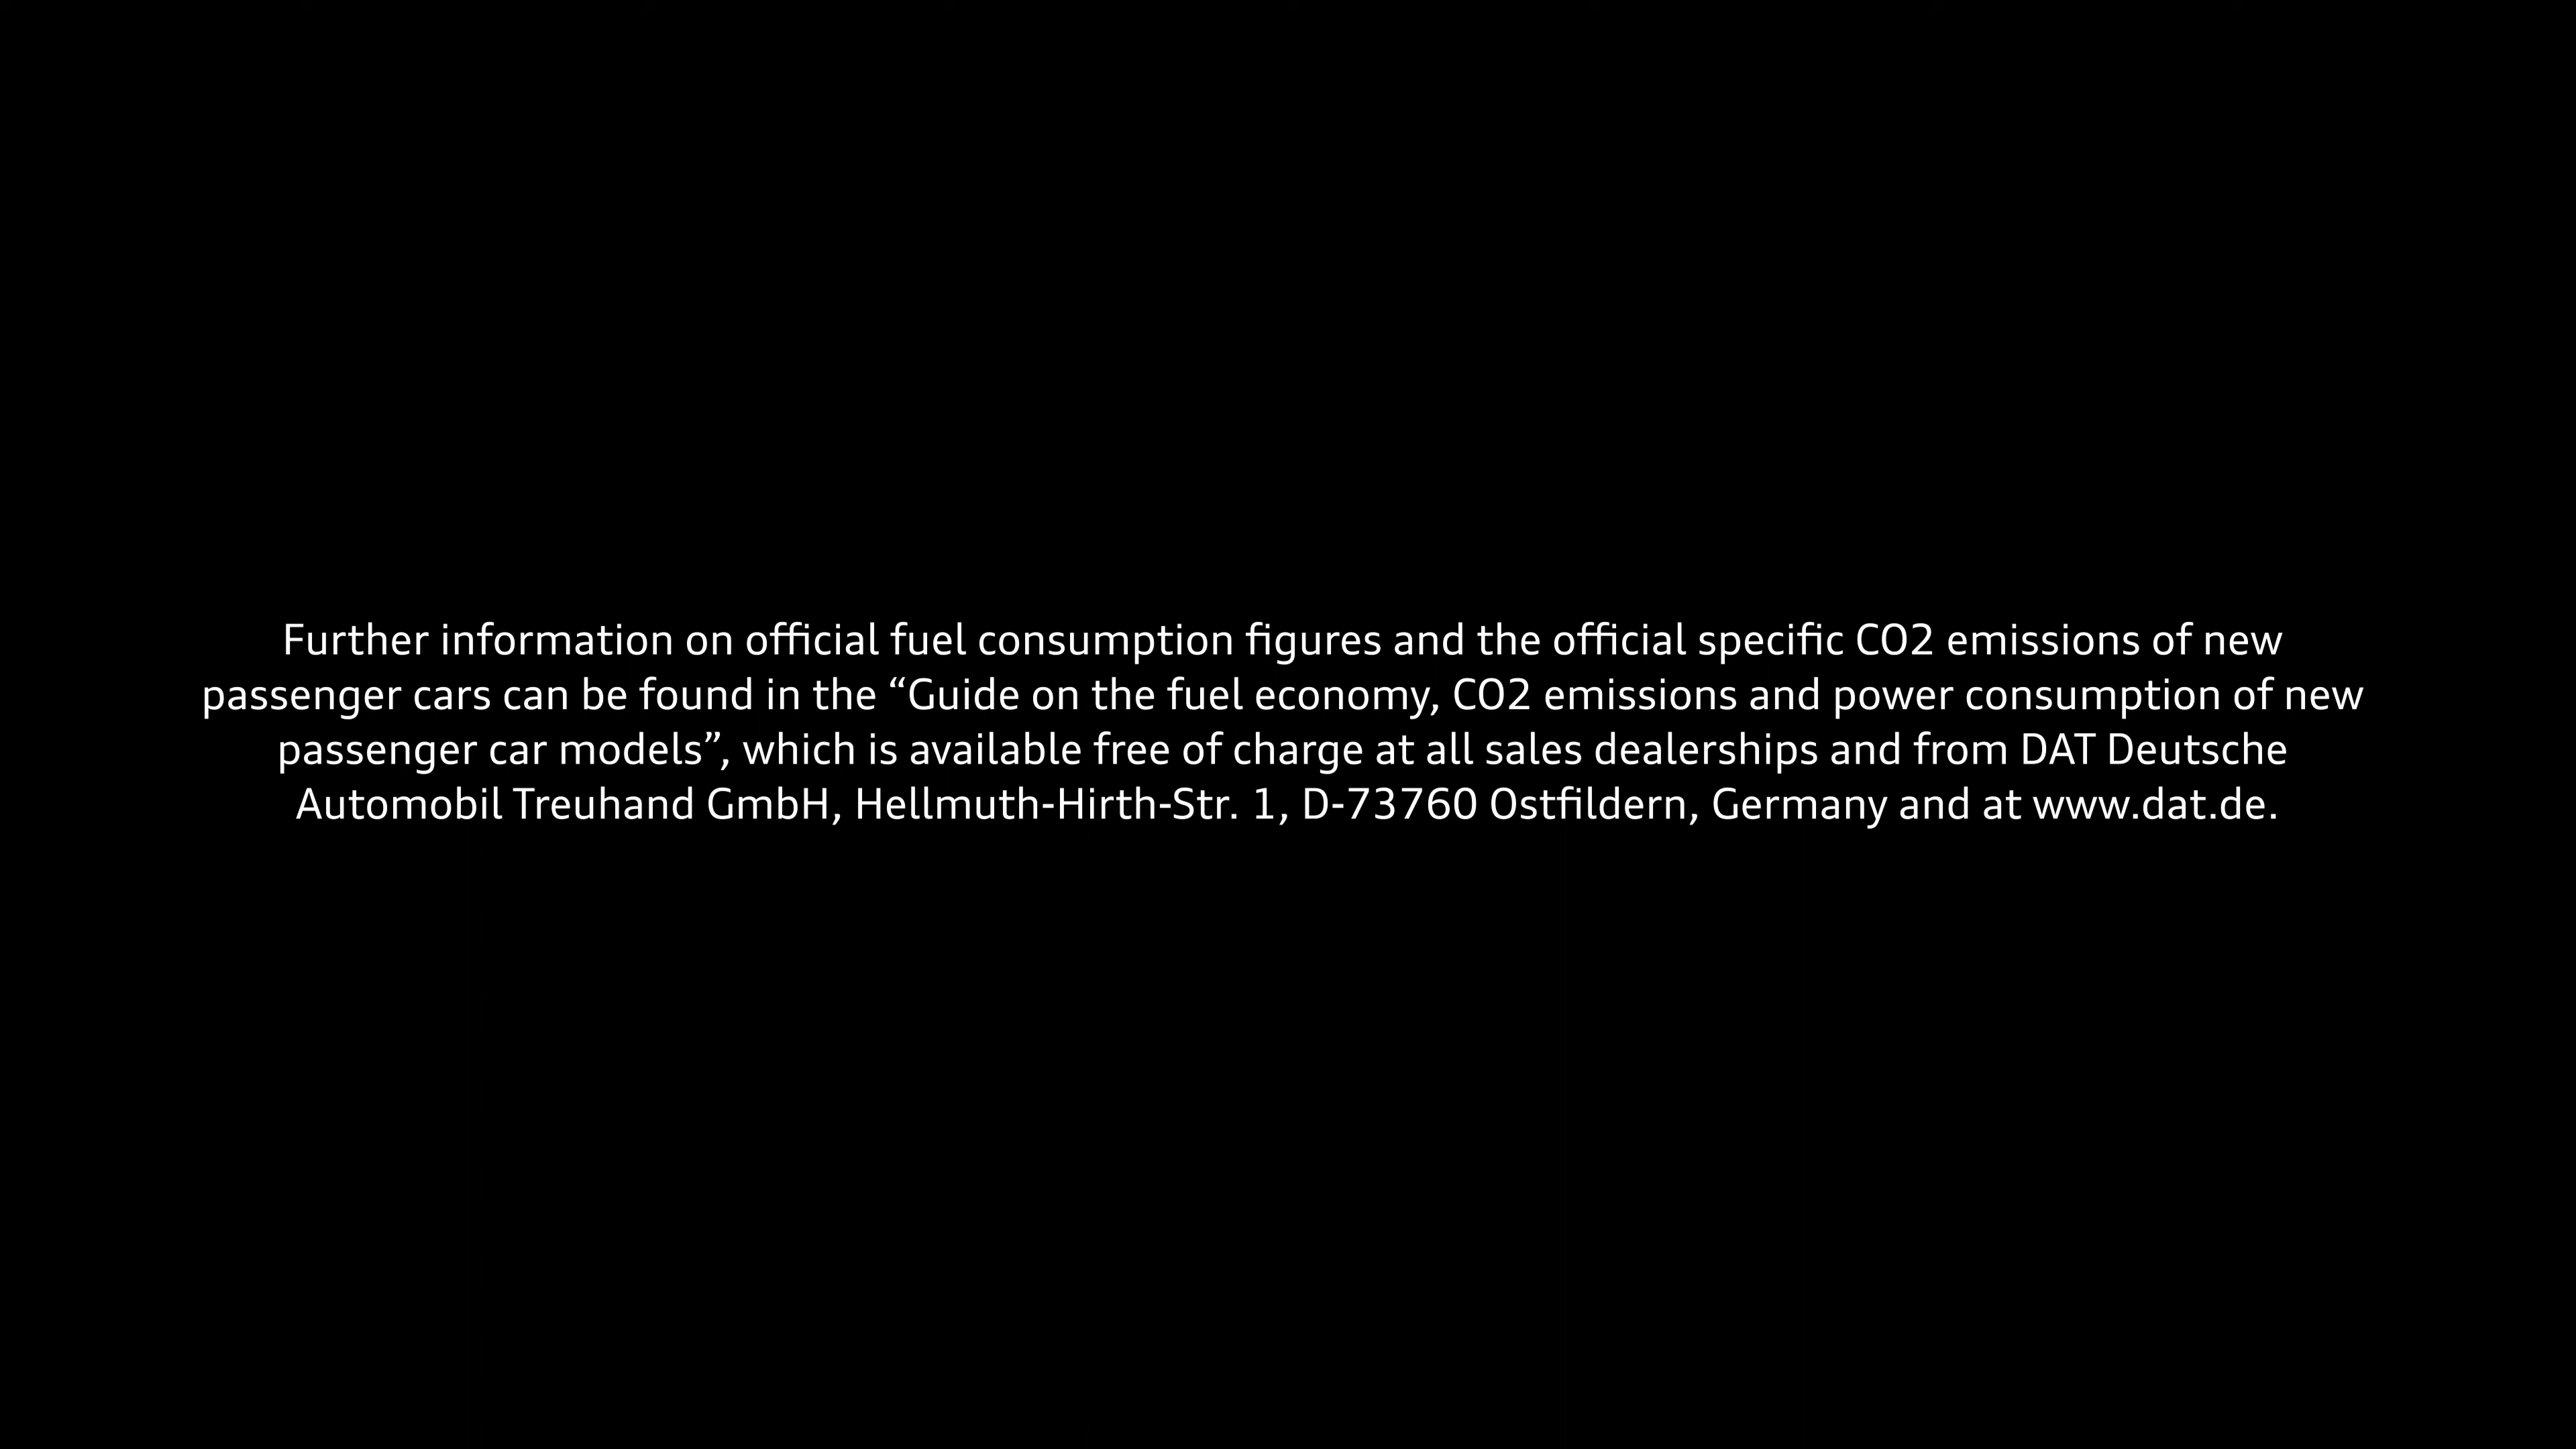 Further information on official fuel consumption figures and the official specific CO2 emissions of new
passenger cars can be found in the “Guide on the fuel economy, CO2 emissions and power consumption of new
passenger car models”, which is available free of charge at all sales dealerships and from DAT Deutsche
Automobil Treuhand GmbH, Hellmuth-Hirth-Str. 1, D-73760 Ostfildern, Germany and at www.dat.de.